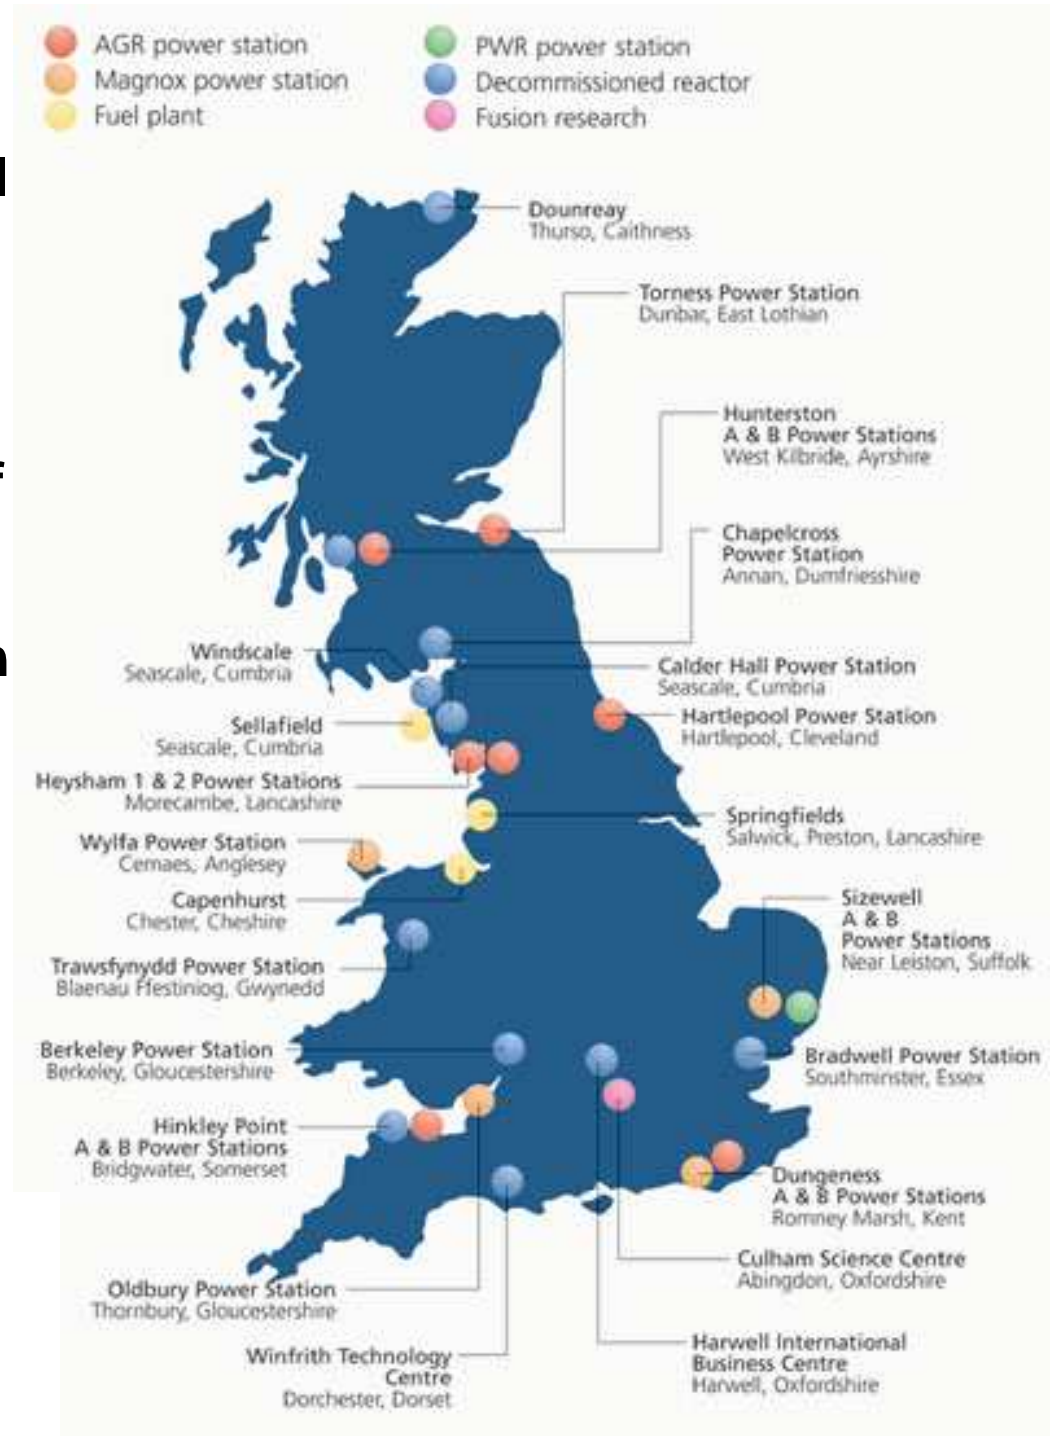 AGR power station
Magnox power station
Fuel plant
PWR power station
Decommissioned reactor
Fusion research
Dounreay
Thurso, Caithness
Torness Power Station
Dunbar, East Lothian
Hunterston
A & B Power Stations
West Kilbride, Ayrshire
Chapelcross
Power Station
Annan, Dumfriesshire
Windscale
Seascale, Cumbria
Calder Hall Power Station
Seascale, Cumbria
Sellafield
Seascale, Cumbria
Hartlepool Power Station
Hartlepool, Cleveland
Heysham 1 & 2 Power Stations
Morecambe, Lancashire
Springfields
Salwick, Preston, Lancashire
Wylfa Power Station
Cemaes, Anglesey
Capenhurst
Chester, Cheshire
Sizewell
A & B
Power Stations
Near Leiston, Suffolk
Trawsfynydd Power Station
Blaenau Ffestiniog, Gwynedd
Berkeley Power Station
Berkeley, Gloucestershire
Bradwell Power Station
Southminster, Essex
Hinkley Point
A & B Power Stations
Bridgwater, Somerset
Dungeness
A & B Power Stations
Romney Marsh, Kent
Culham Science Centre
Abingdon, Oxfordshire
Oldbury Power Station
Thornbury, Gloucestershire
Harwell International
Business Centre
Harwell, Oxfordshire
Winfrith Technology
Centre
Dorchester, Dorset